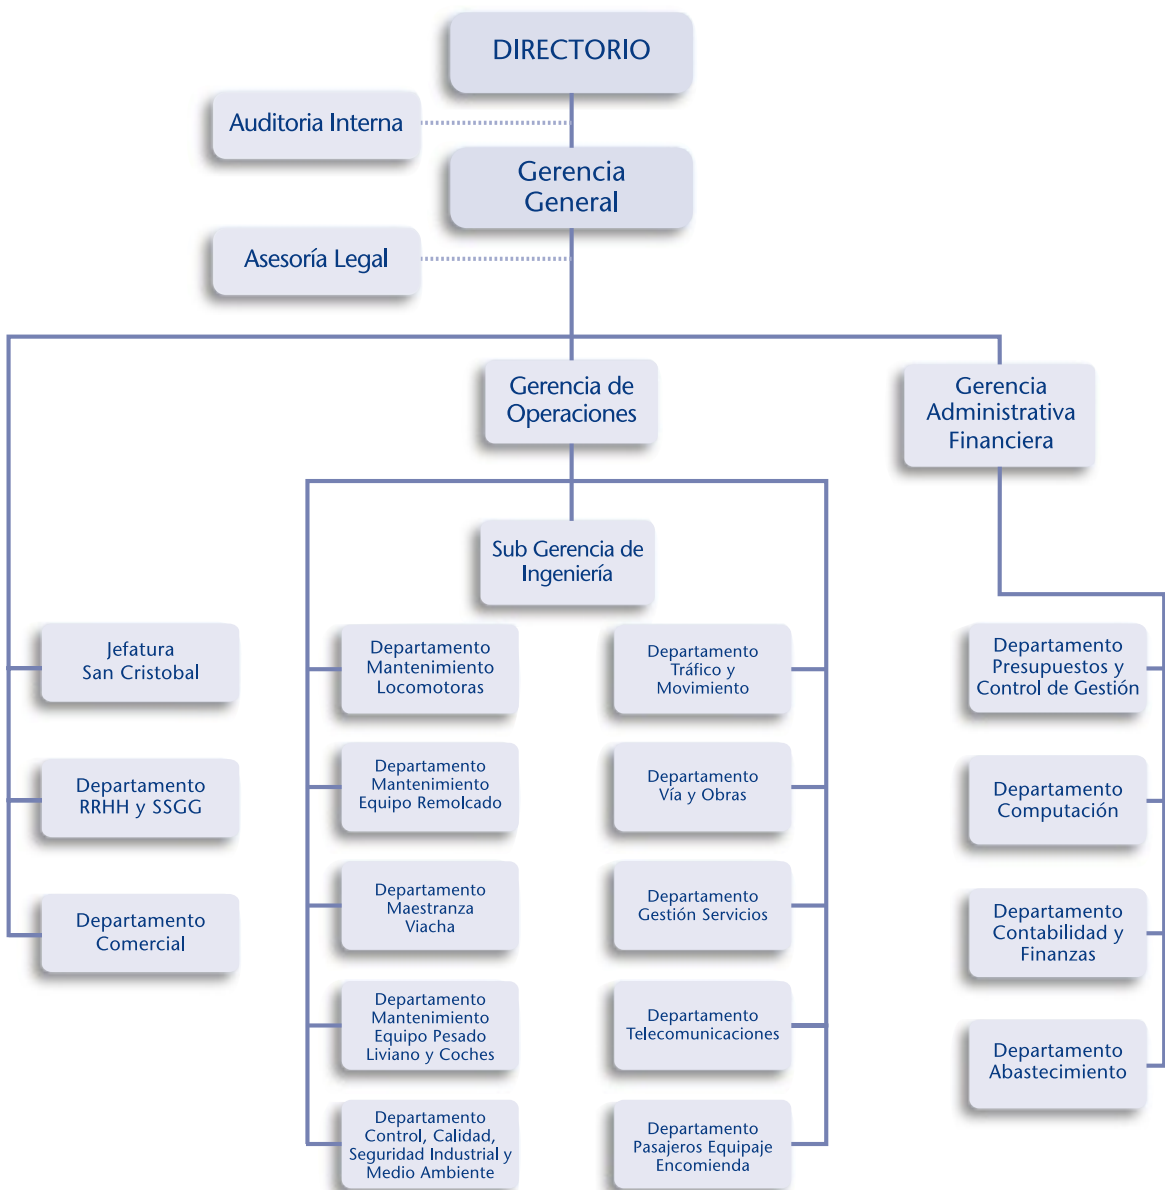 DIRECTORIO
Auditoria Interna
Gerencia
General
Asesoría Legal
Gerencia de
Operaciones
Gerencia
Administrativa
Financiera
Sub Gerencia de
Ingeniería
Jefatura
San Cristobal
Departamento
RRHH y SSGG
Departamento
Comercial
Departamento
Mantenimiento
Locomotoras
Departamento
Mantenimiento
Equipo Remolcado
Departamento
Maestranza
Viacha
Departamento
Mantenimiento
Equipo Pesado
Liviano y Coches
Departamento
Control, Calidad,
Seguridad Industrial y
Medio Ambiente
Departamento
Tráfico y
Movimiento
Departamento
Vía y Obras
Departamento
Gestión Servicios
Departamento
Telecomunicaciones
Departamento
Pasajeros Equipaje
Encomienda
Departamento
Presupuestos y
Control de Gestión
Departamento
Computación
Departamento
Contabilidad y
Finanzas
Departamento
Abastecimiento